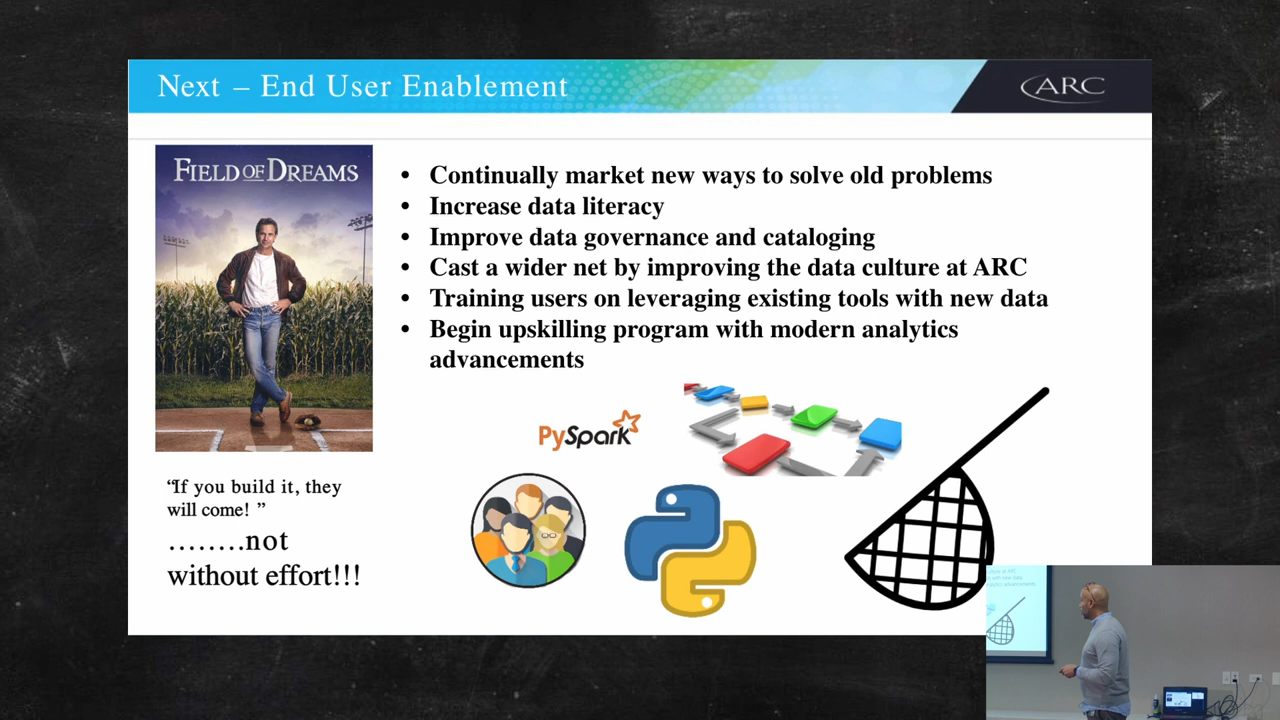 Next – End User Enablement
ARC
FIELD OF DREAMS
• Continually market new ways to solve old problems
• Increase data literacy
• Improve data governance and cataloging
• Cast a wider net by improving the data culture at ARC
• Training users on leveraging existing tools with new data
• Begin upskilling program with modern analytics
advancements
PySpark
“If you build it, they
will come! ”
........not
without effort!!!